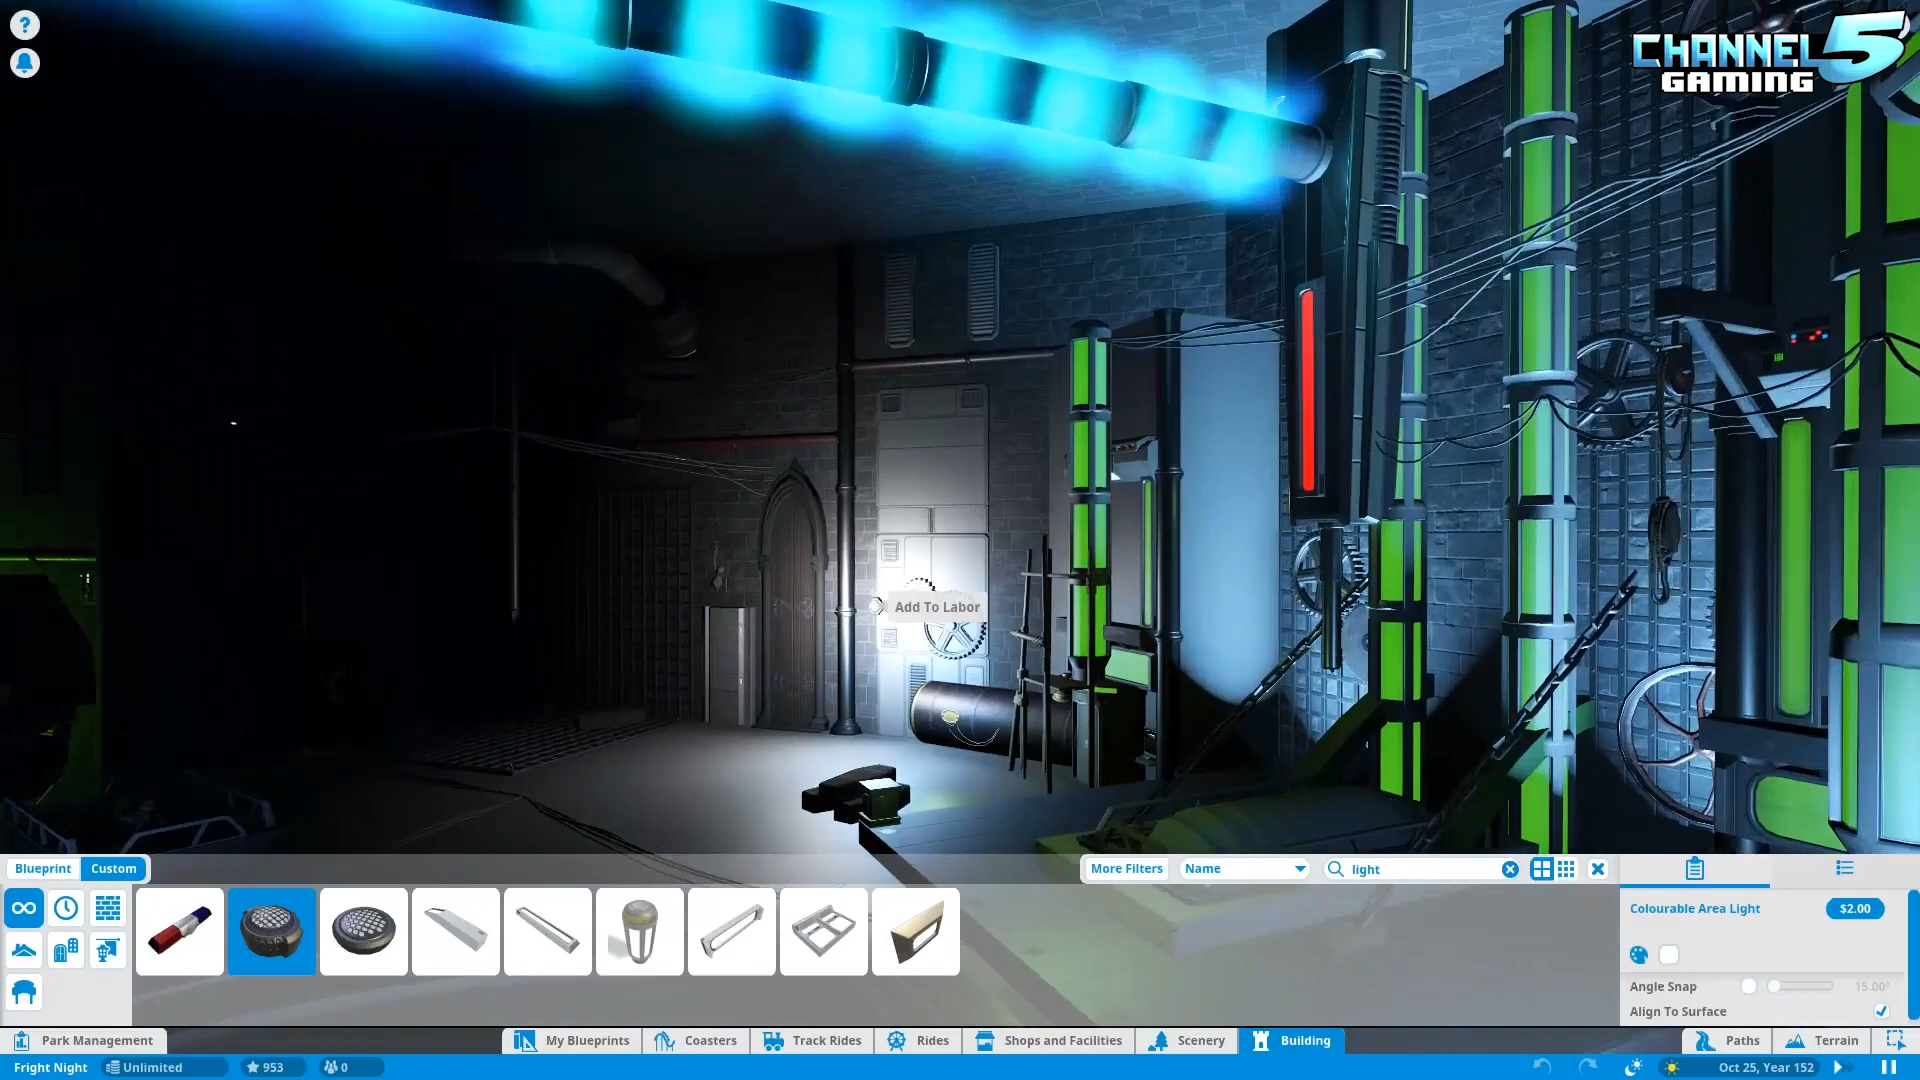 ?
CHANNEL 5
GAMING
Add To Labor
Blueprint
Custom
More Filters
Name
light
Colourable Area Light
$2.00
Angle Snap
15.00°
Align To Surface
Park Management
My Blueprints
Coasters
Track Rides
Rides
Shops and Facilities
Scenery
Building
Paths
Terrain
Fright Night
Unlimited
953
0
Oct 25, Year 152